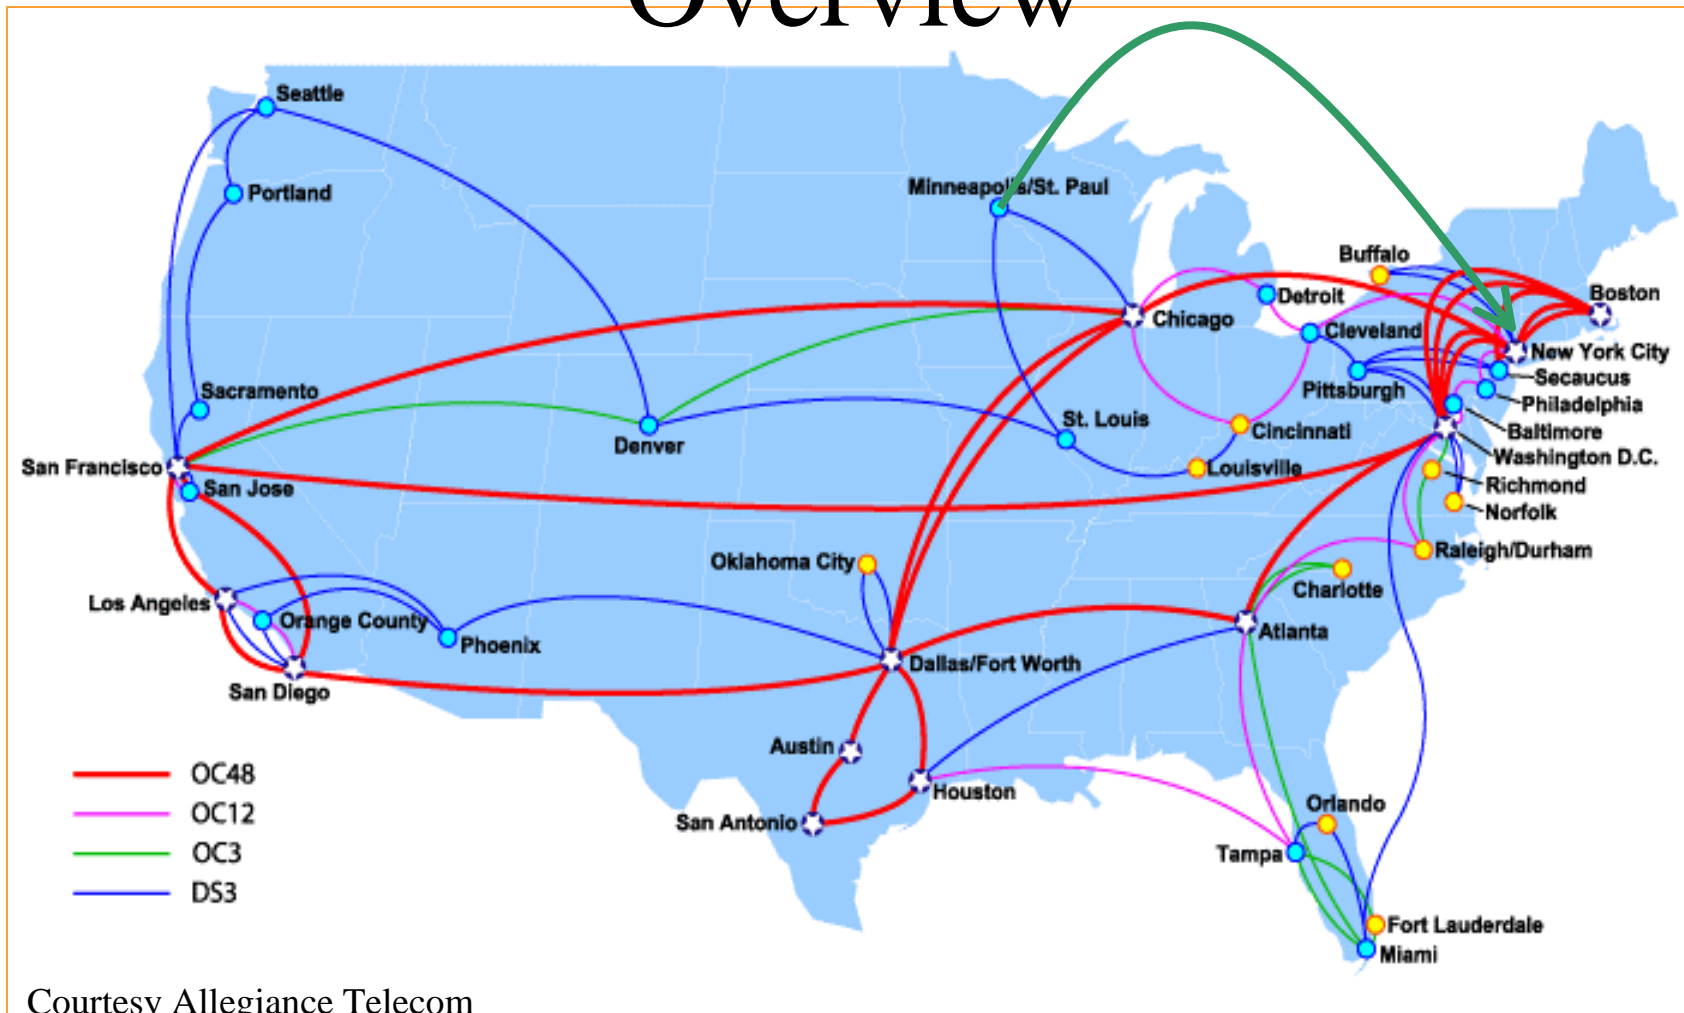 Overview
Seattle
Portland
Minneapolis/St. Paul
Buffalo
Boston
Detroit
Chicago
Cleveland
New York City
Secaucus
Pittsburgh
Philadelphia
Sacramento
St. Louis
Cincinnati
Baltimore
Denver
Washington D.C.
San Francisco
Louisville
San Jose
Richmond
Norfolk
Oklahoma City
Raleigh/Durham
Charlotte
Los Angeles
Orange County
Phoenix
Atlanta
Dallas/Fort Worth
San Diego
Austin
Houston
San Antonio
Orlando
Tampa
Fort Lauderdale
Miami
OC48
OC12
OC3
DS3
Courtesy Allegiance Telecom